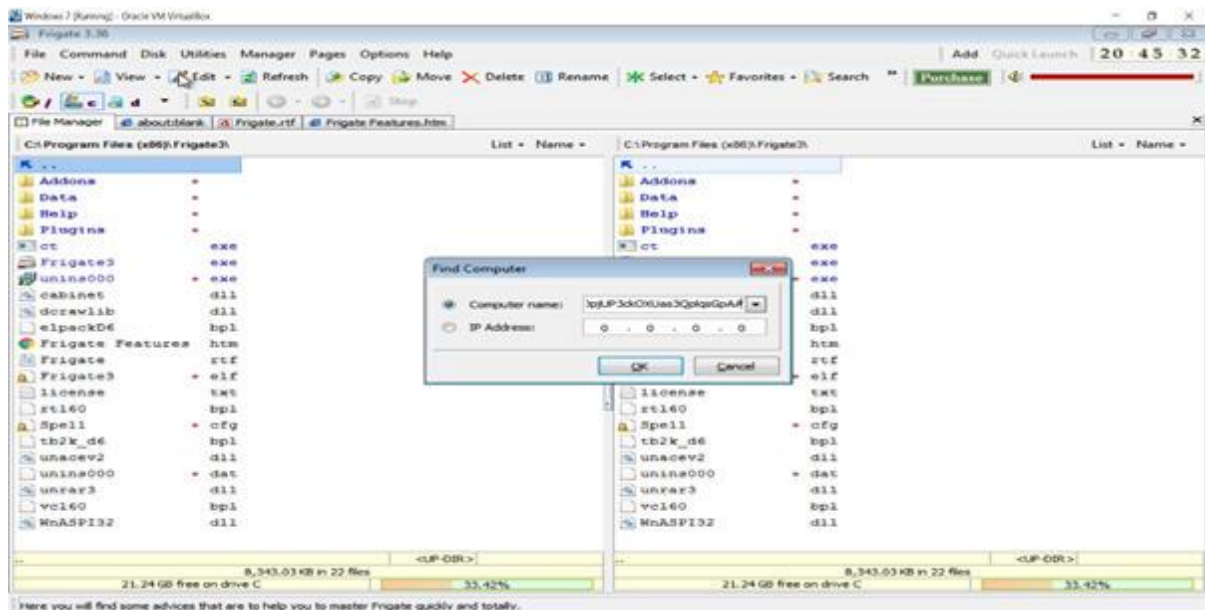 Windows 7 [Running] - Oracle VM VirtualBox
Frigate 3.36
File Command Disk Utilities Manager Pages Options Help
Add Quick Launch 20 45 32
New View Edit Refresh Copy Move Delete Rename Select Favorites Search " Purchase
c d Stop
File Manager about:blank Frigate.rtf Frigate Features.htm
C:\Program Files (x86)\Frigate3\ List Name C:\Program Files (x86)\Frigate3\ List Name
.. ..
Addons Addons
Data Data
Help Help
Plugins Plugins
ct exe ct exe
Frigate3 exe exe
unins000 exe exe
cabinet dll dll
dcrawlib dll dll
elpackD6 bpl bpl
Frigate Features htm htm
Frigate rtf rtf
Frigate3 elf elf
license txt license txt
rtl60 bpl rtl60 bpl
Spell cfg Spell cfg
tb2k_d6 bpl tb2k_d6 bpl
unacev2 dll unacev2 dll
unins000 dat unins000 dat
unrar3 dll unrar3 dll
vcl60 bpl vcl60 bpl
WnASPI32 dll WnASPI32 dll
Find Computer
Computer name:
IP Address: 0 . 0 . 0 . 0
OK Cancel
.. <UP-DIR> .. <UP-DIR>
8,343.03 KB in 22 files 8,343.03 KB in 22 files
21.24 GB free on drive C 33.42% 21.24 GB free on drive C 33.42%
Here you will find some advices that are to help you to master Frigate quickly and totally.